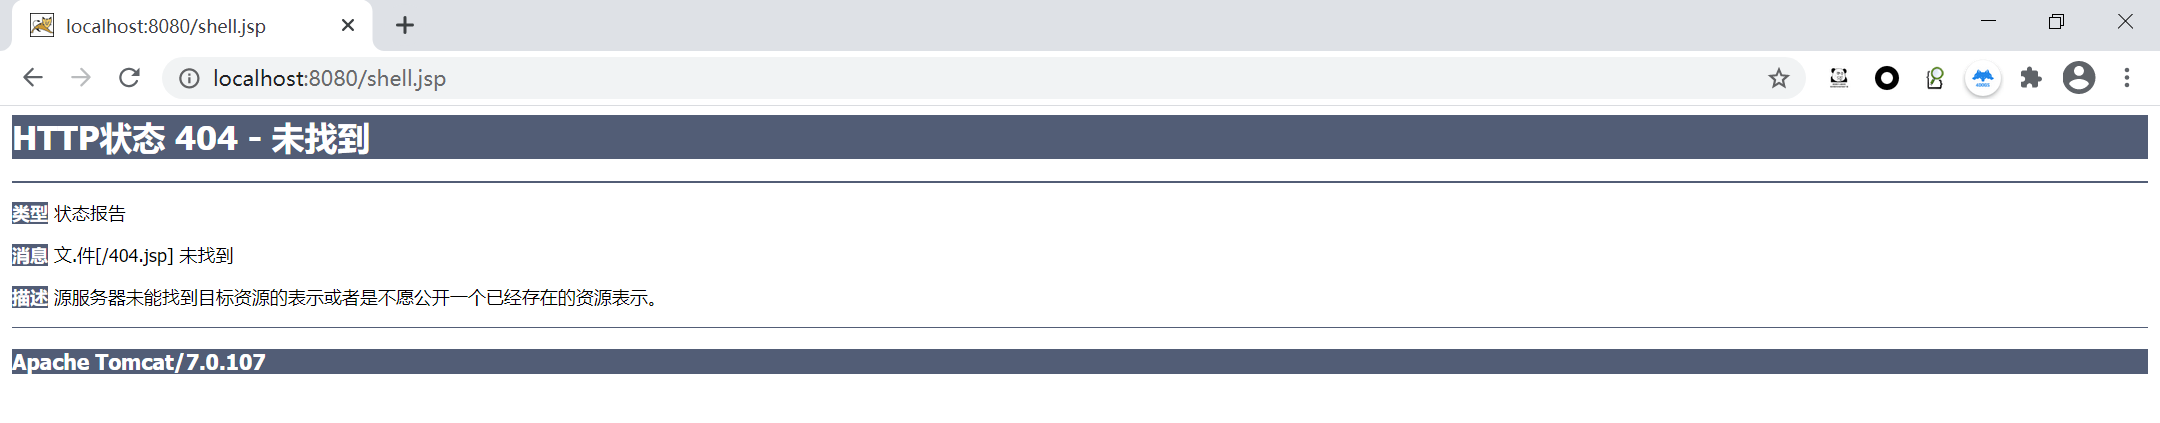 localhost:8080/shell.jsp
localhost:8080/shell.jsp
HTTP状态 404 - 未找到
类型 状态报告
消息 文.件[/404.jsp] 未找到
描述 源服务器未能找到目标资源的表示或者是不愿公开一个已经存在的资源表示。
Apache Tomcat/7.0.107